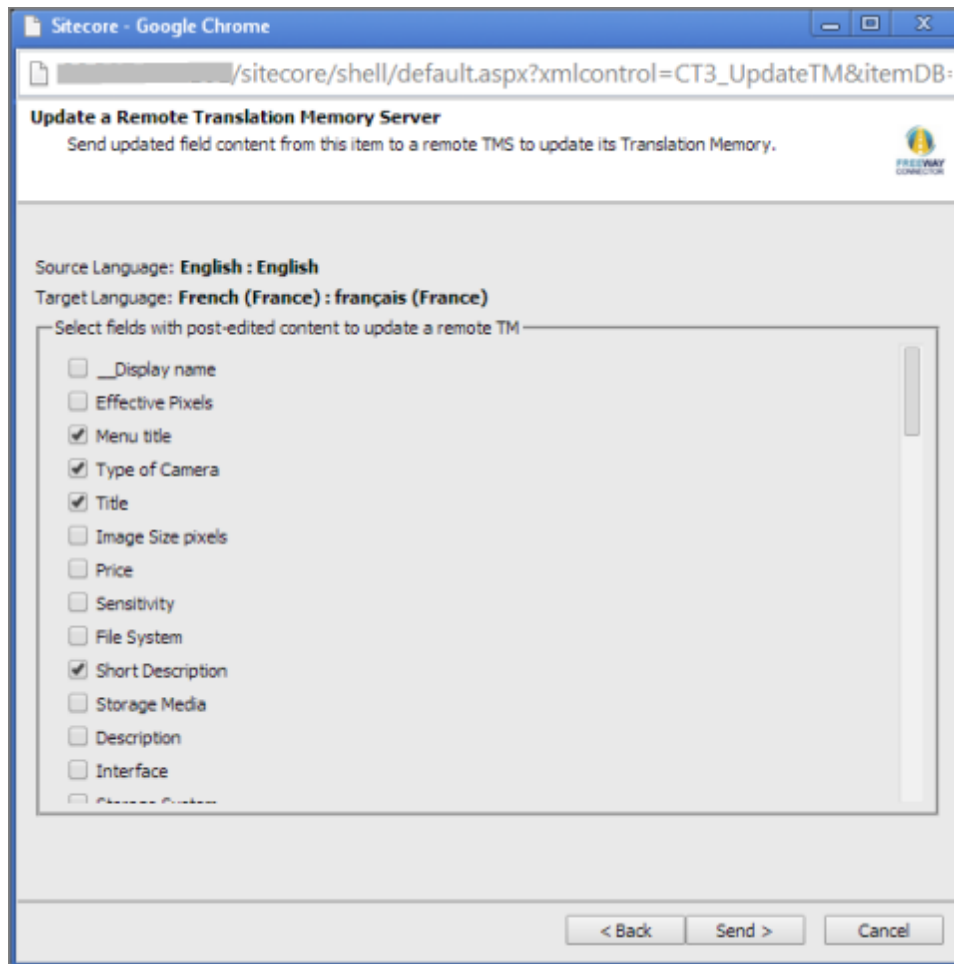 Sitecore - Google Chrome
/sitecore/shell/default.aspx?xmlcontrol=CT3_UpdateTM&itemDB=
Update a Remote Translation Memory Server
Send updated field content from this item to a remote TMS to update its Translation Memory.
FREEWAY
CONNECTOR
Source Language: English : English
Target Language: French (France) : français (France)
Select fields with post-edited content to update a remote TM
__Display name
Effective Pixels
Menu title
Type of Camera
Title
Image Size pixels
Price
Sensitivity
File System
Short Description
Storage Media
Description
Interface
Storage System
< Back
Send >
Cancel